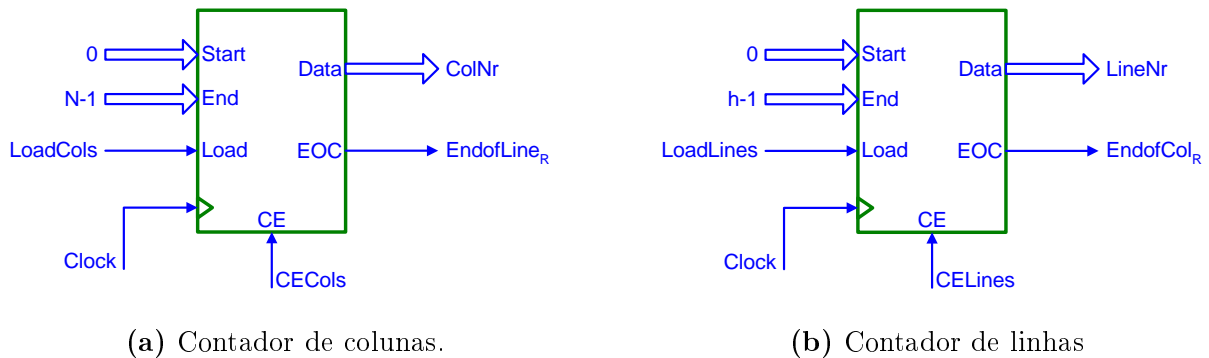 0
Start
Data
ColNr
N-1
End
LoadCols
Load
EOC
EndofLineR
CE
Clock
CECols
(a) Contador de colunas.
0
Start
Data
LineNr
h-1
End
LoadLines
Load
EOC
EndofColR
CE
Clock
CELines
(b) Contador de linhas